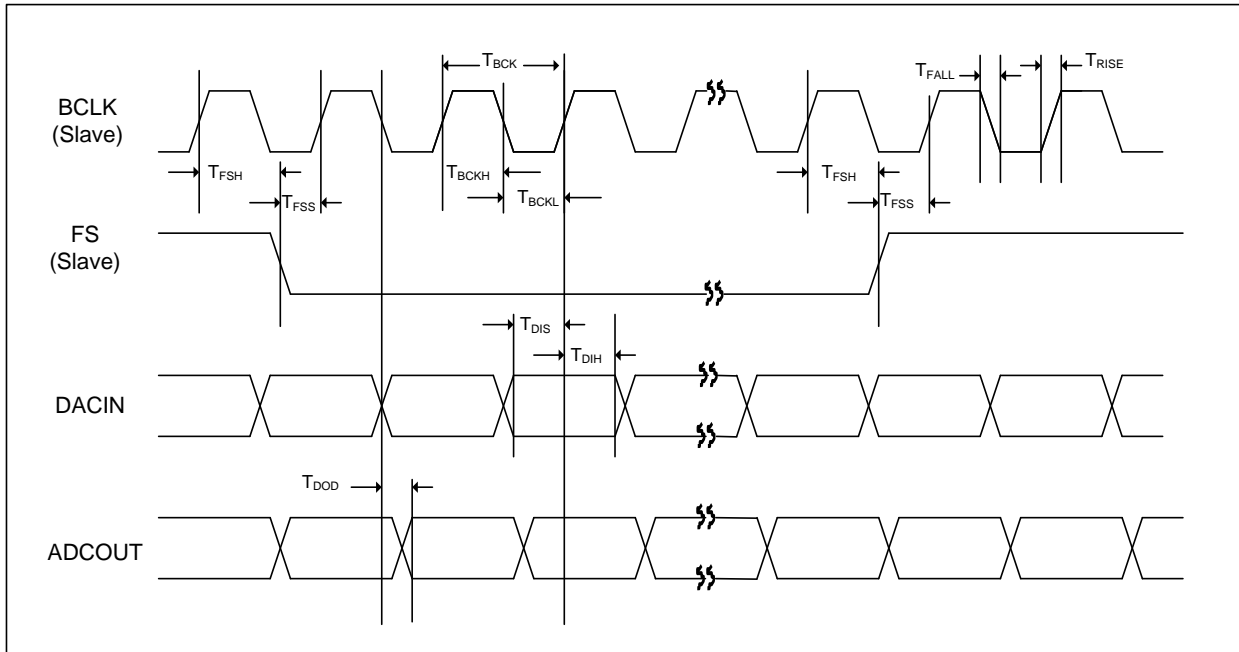 TBCK
TFALL
TRISE
BCLK
(Slave)
TFSH
TBCKH
TFSH
TFSS
TBCKL
TFSS
FS
(Slave)
TDIS
TDIH
DACIN
TDOD
ADCOUT